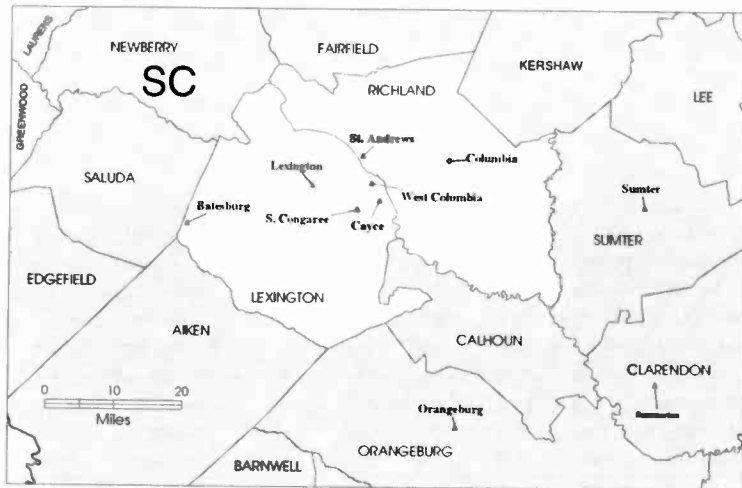 LAURENS
NEWBERRY
FAIRFIELD
KERSHAW
SC
RICHLAND
LEE
GREENWOOD
St. Andrews
Columbia
Lexington
SALUDA
West Columbia
Sumter
Batesburg
S. Congaree
Cayce
SUMTER
EDGEFIELD
LEXINGTON
AIKEN
CALHOUN
CLARENDON
0 10 20
Miles
Orangeburg
ORANGEBURG
BARNWELL